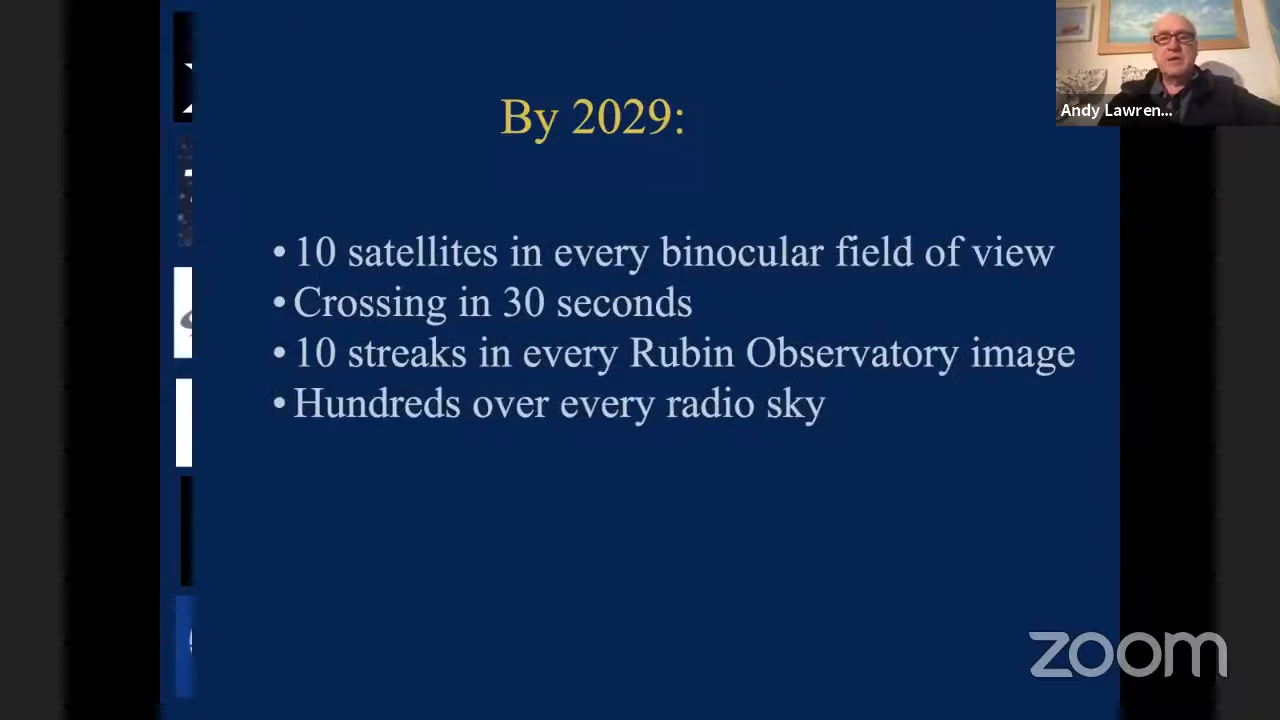 By 2029:
• 10 satellites in every binocular field of view
• Crossing in 30 seconds
• 10 streaks in every Rubin Observatory image
• Hundreds over every radio sky
Andy Lawren...
zoom